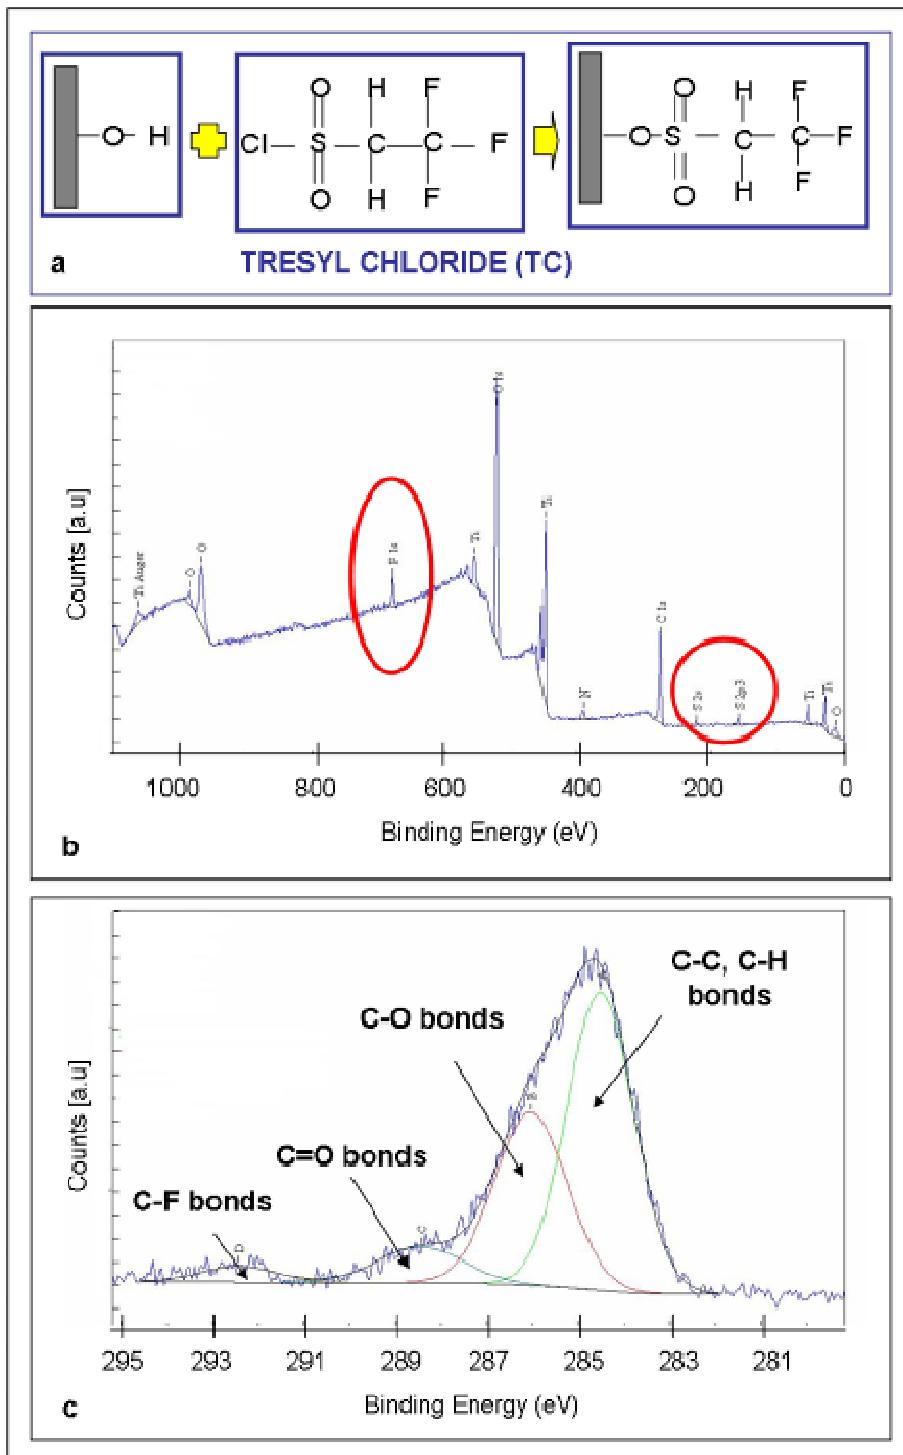 O F
H F
O H Cl S C C F
O H F
O H F
O S C C F
O H F
a TRESYL CHLORIDE (TC)
Counts [a.u]
Ti Auger
O
O
F 1s
Ti
O 1s
Ti
N
C 1s
S 2s
S 2p3
Ti
Ti
O
1000 800 600 400 200 0
Binding Energy (eV)
b
Counts [a.u]
C-C, C-H
bonds
C-O bonds
C=O bonds
C-F bonds
B
C
D
295 293 291 289 287 285 283 281
Binding Energy (eV)
c